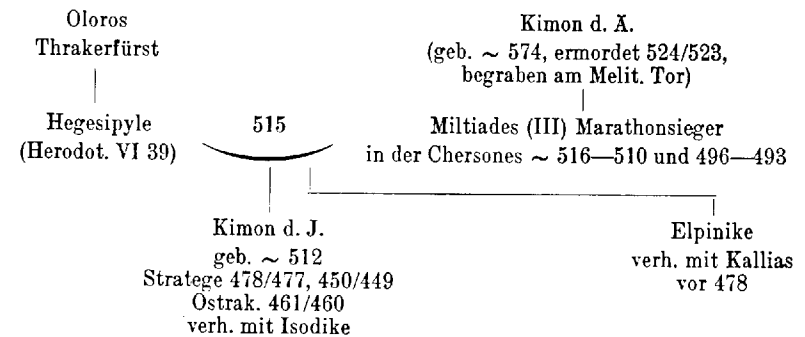 Oloros
Thrakerfürst
Kimon d. Ä.
(geb. ~ 574, ermordet 524/523,
begraben am Melit. Tor)
Hegesipyle
(Herodot. VI 39)
515
Miltiades (III) Marathonsieger
in der Chersones ~ 516—510 und 496—493
Kimon d. J.
geb. ~ 512
Stratege 478/477, 450/449
Ostrak. 461/460
verh. mit Isodike
Elpinike
verh. mit Kallias
vor 478